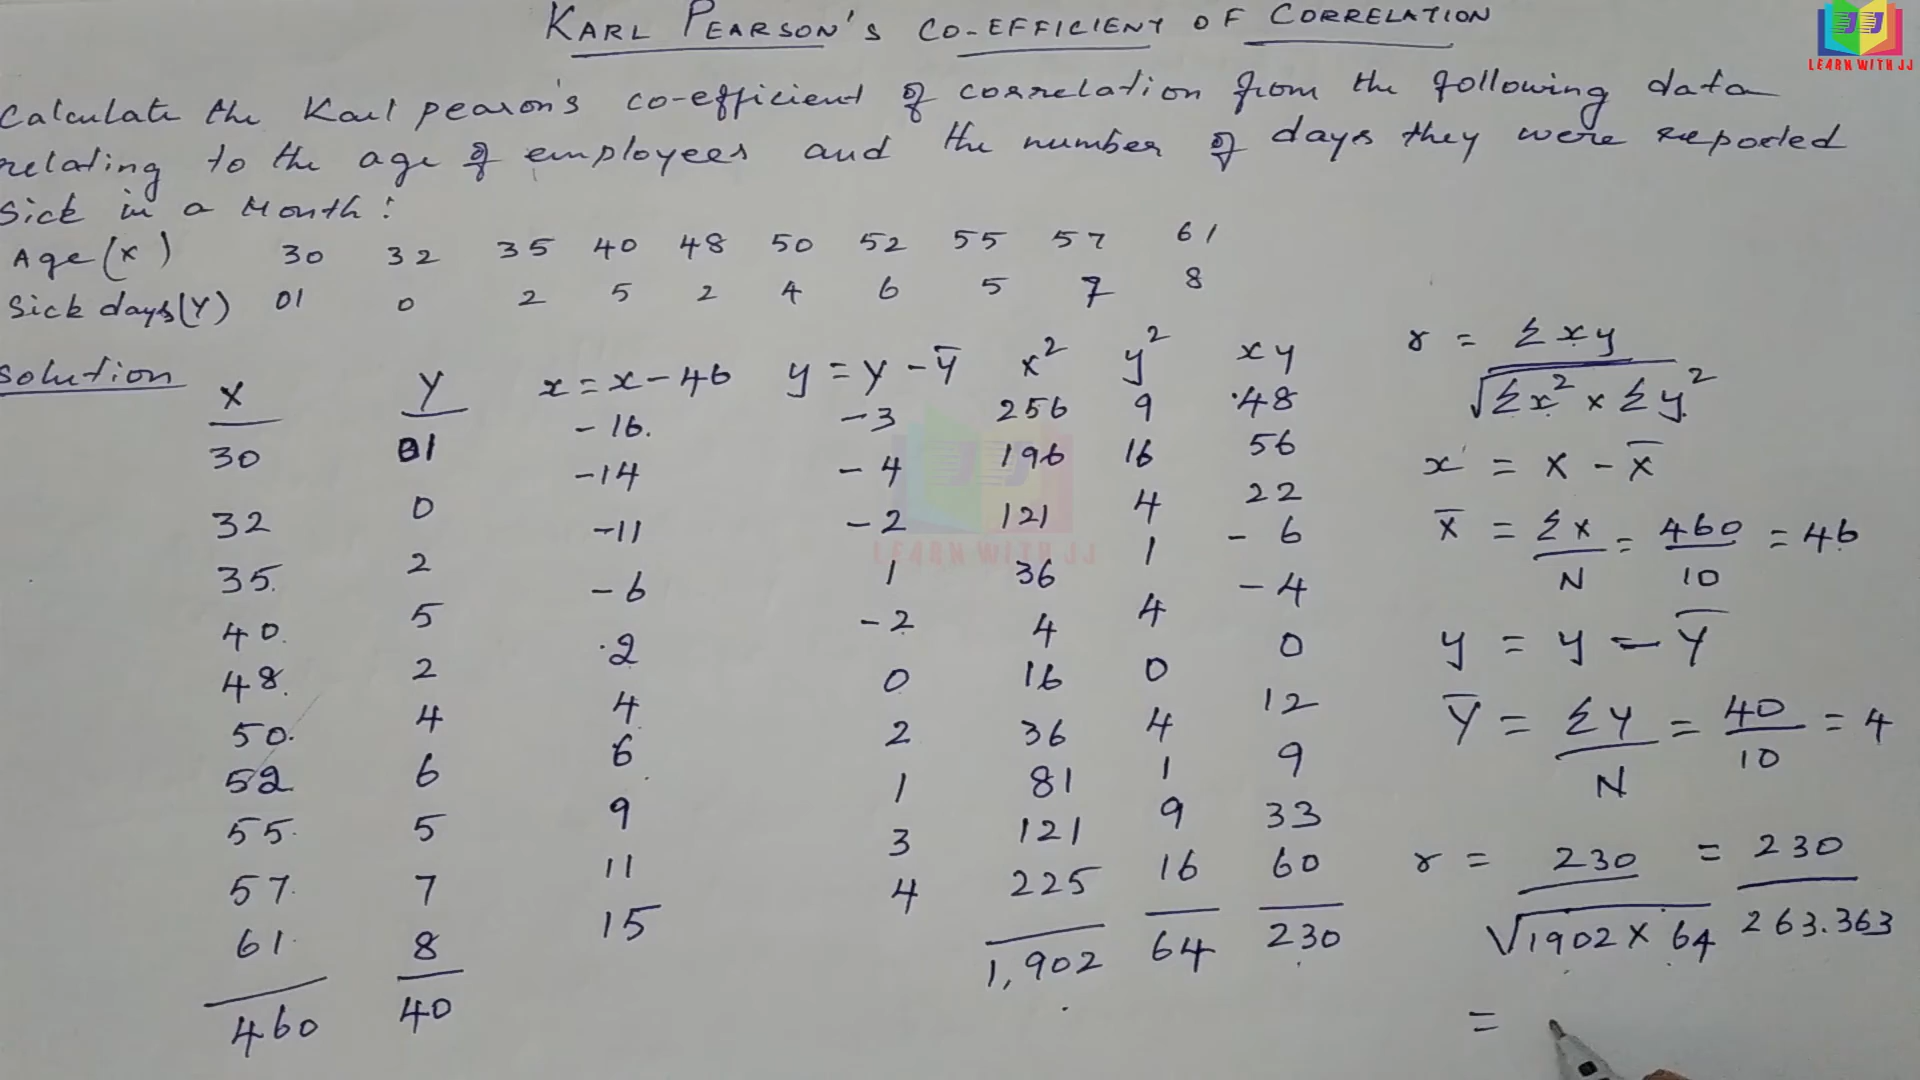 KARL PEARSON'S CO-EFFICIENT OF CORRELATION
LEARN WITH JJ
Calculate the Karl pearson's co-efficient of correlation from the following data
relating to the age of employees and the number of days they were reported
Sick in a Month:
Age (X) 30 32 35 40 48 50 52 55 57 61
Sick days (Y) 01 0 2 5 2 4 6 5 7 8
Solution
X Y x = x - 46 y = Y - Y̅ x² y² xy
30 01 -16. -3 256 9 48
32 0 -14 -4 196 16 56
35. 2 -11 -2 121 4 22
40. 5 -6 1 36 1 -6
48. 2 2 -2 4 4 -4
50. 4 4 0 16 0 0
52 6 6 2 36 4 12
55. 5 9 1 81 1 9
57. 7 11 3 121 9 33
61. 8 15 4 225 16 60
460 40 1,902 64 230
r = Σxy / √Σx² × Σy²
x = X - X̅
X̅ = ΣX / N = 460 / 10 = 46
y = y - Y̅
Y̅ = ΣY / N = 40 / 10 = 4
r = 230 / √1902 × 64 = 230 / 263.363
=
LEARN WITH JJ